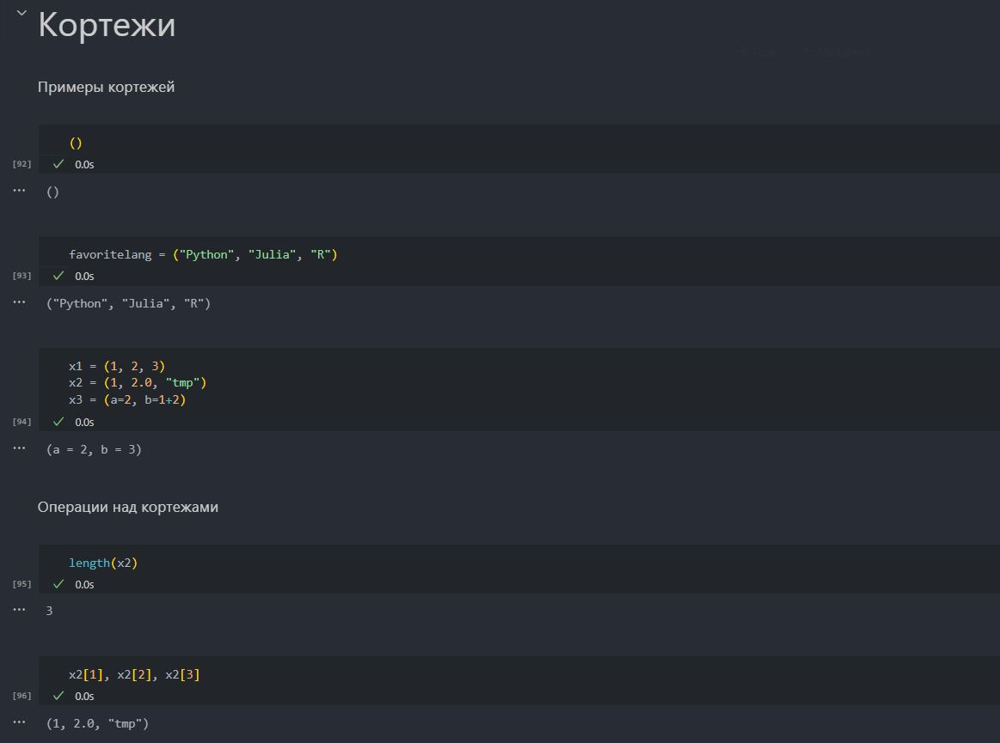 Кортежи
Примеры кортежей
()
[92] 0.0s
()
favoritelang = ("Python", "Julia", "R")
[93] 0.0s
("Python", "Julia", "R")
x1 = (1, 2, 3)
x2 = (1, 2.0, "tmp")
x3 = (a=2, b=1+2)
[94] 0.0s
(a = 2, b = 3)
Операции над кортежами
length(x2)
[95] 0.0s
3
x2[1], x2[2], x2[3]
[96] 0.0s
(1, 2.0, "tmp")